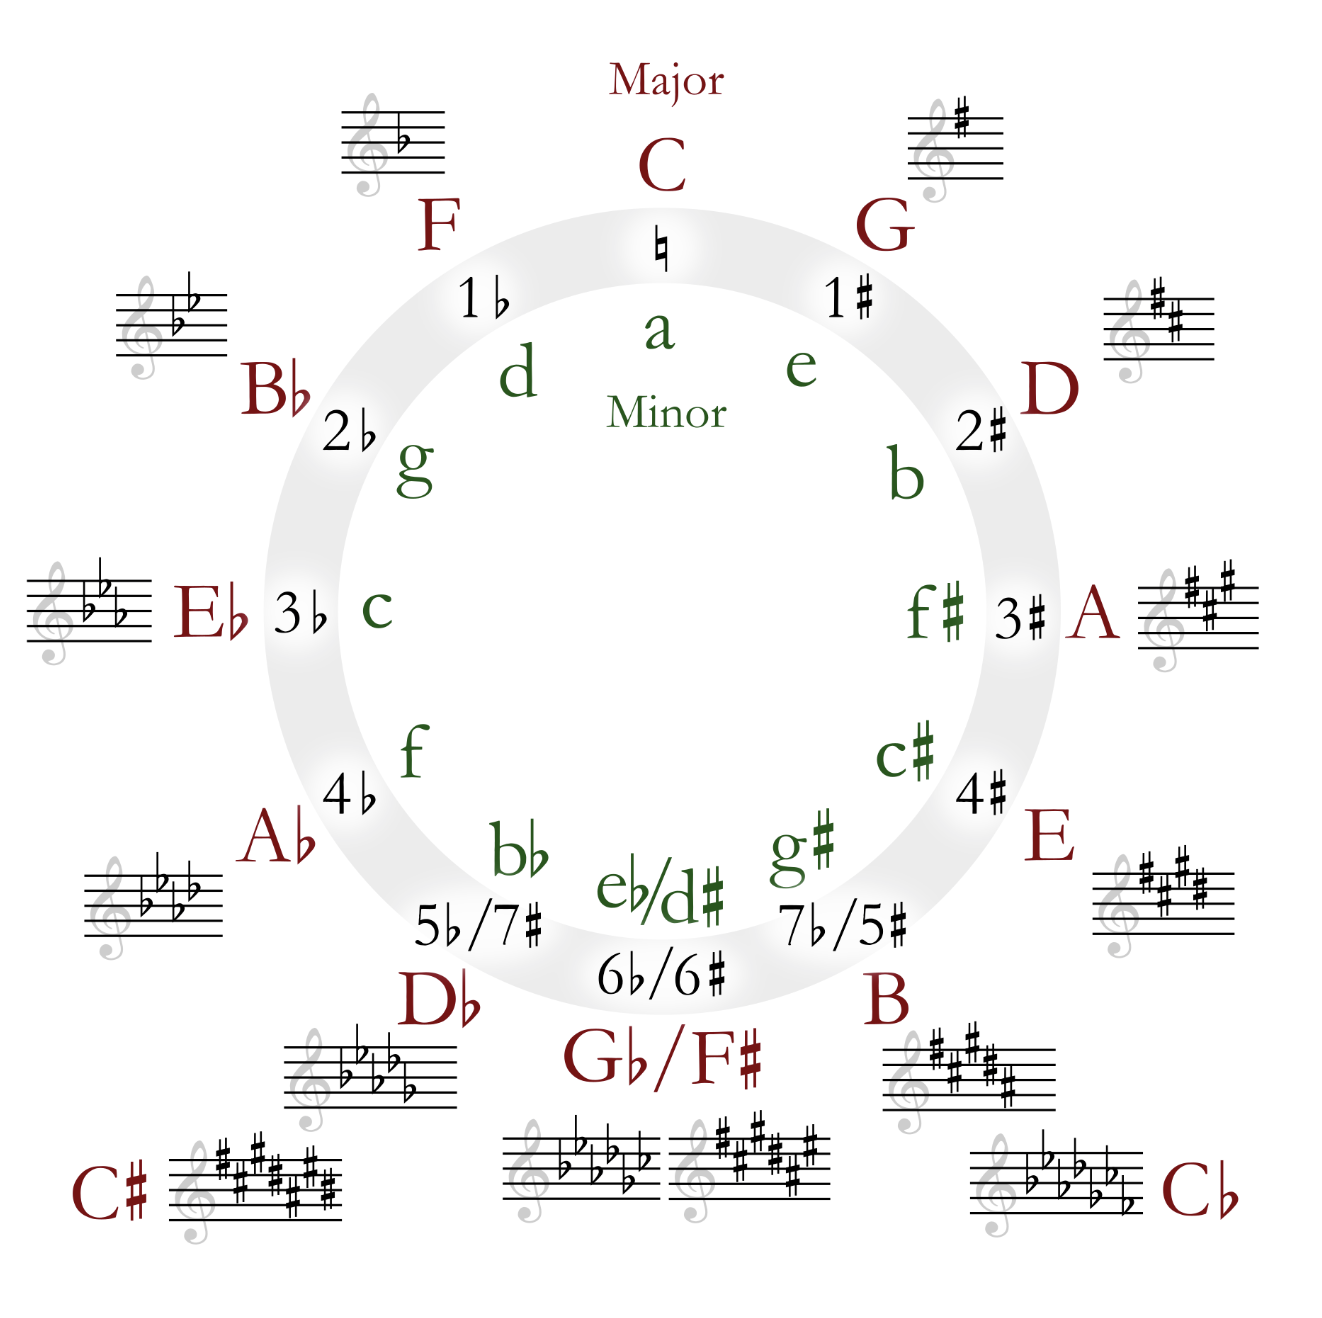 Major
C
F
G
♮
1♭
1♯
a
d
e
Minor
B♭
D
2♭
2♯
g
b
E♭
3♭
c
f♯
3♯
A
f
c♯
4♭
4♯
A♭
E
b♭
g♯
e♭/d♯
5♭/7♯
7♭/5♯
6♭/6♯
D♭
B
G♭/F♯
C♯
C♭